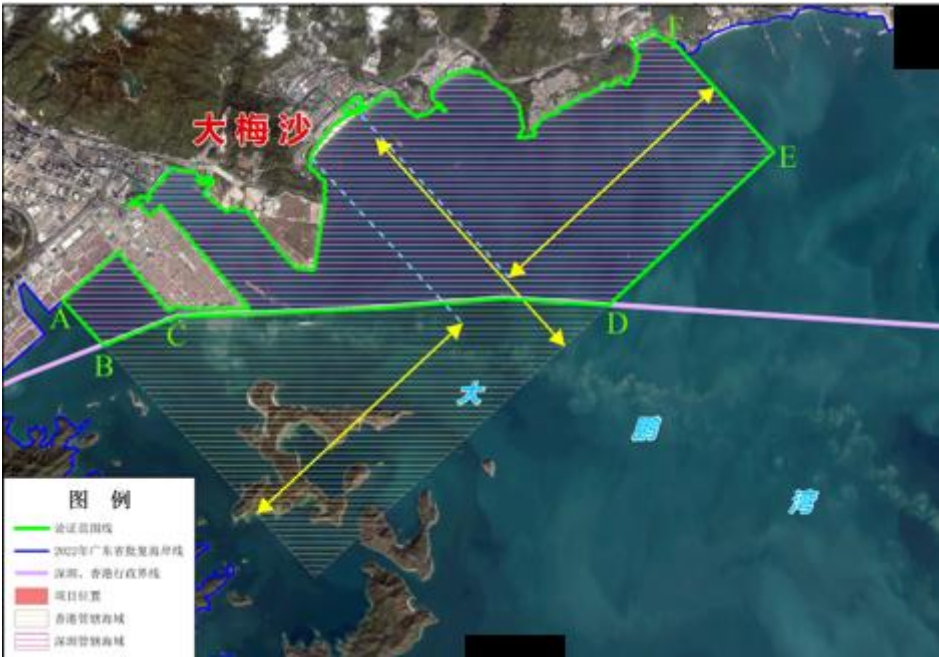 F
大梅沙
E
A
B
C
D
大
鹏
湾
图 例
论证范围线
2022年广东省批复海岸线
深圳、香港行政界线
项目位置
香港管辖海域
深圳管辖海域